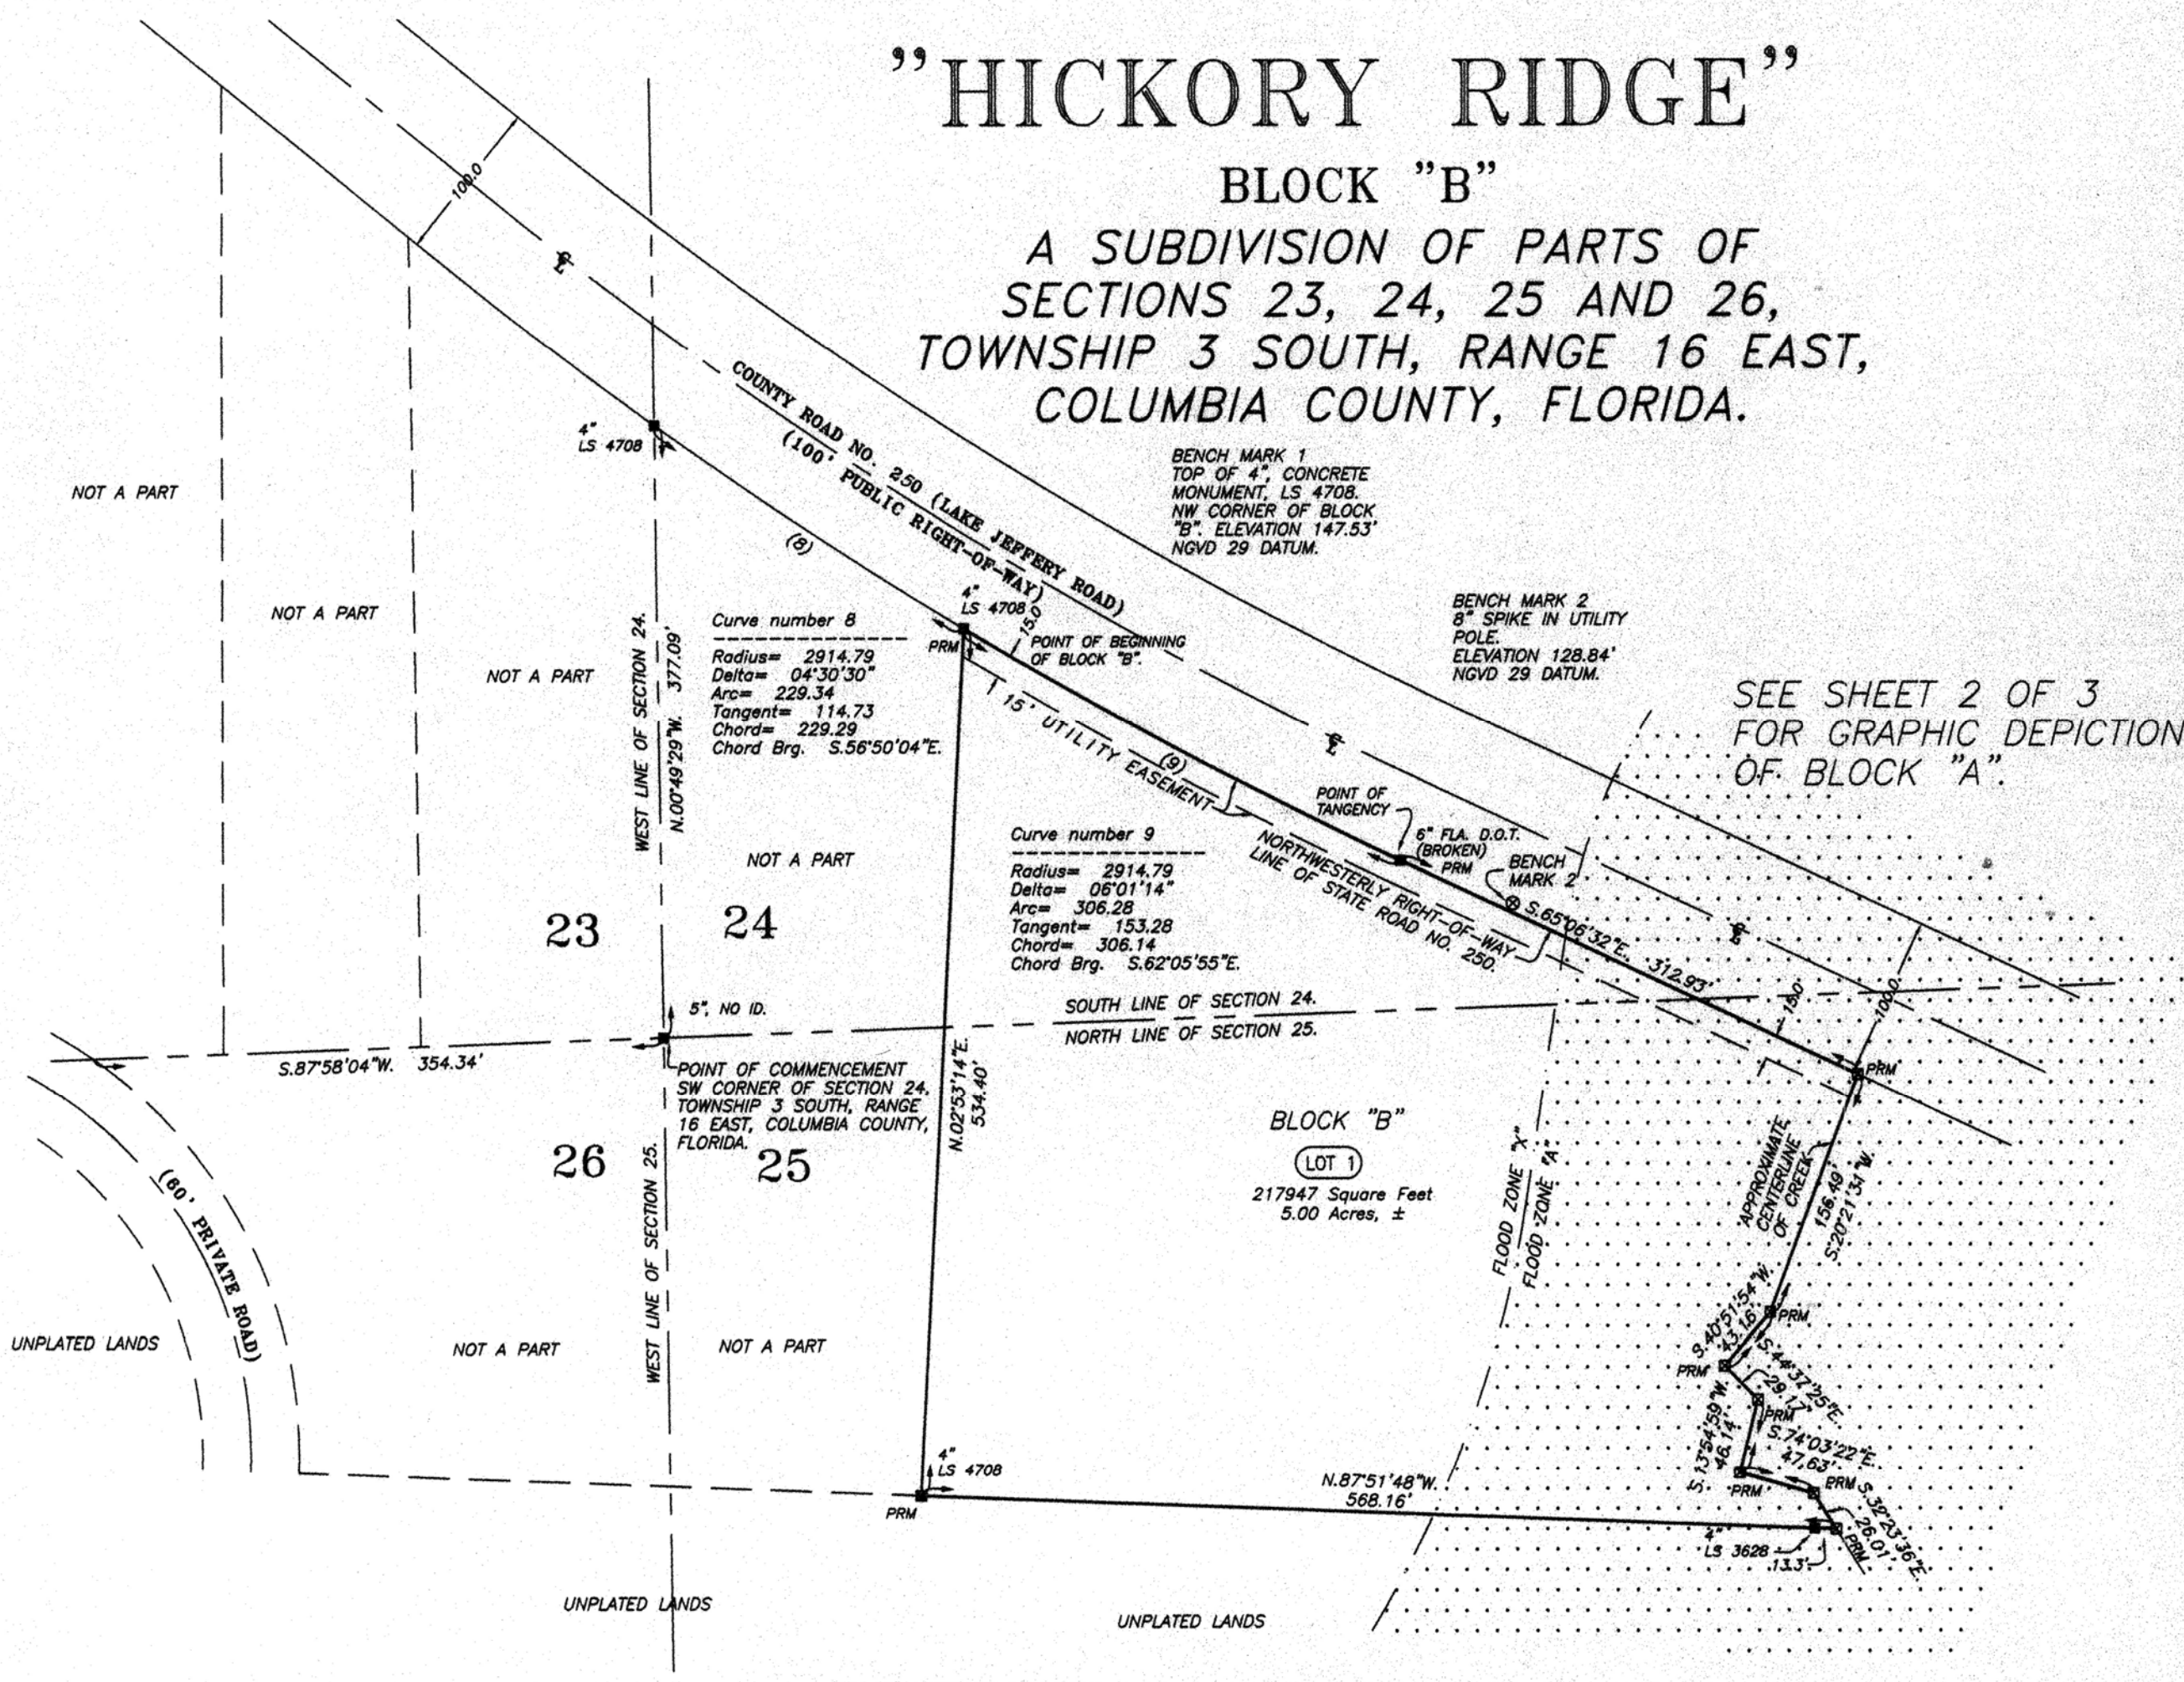 "HICKORY RIDGE"
BLOCK "B"
A SUBDIVISION OF PARTS OF
SECTIONS 23, 24, 25 AND 26,
TOWNSHIP 3 SOUTH, RANGE 16 EAST,
COLUMBIA COUNTY, FLORIDA.
100.0
℄
℄
℄
COUNTY ROAD NO. 250 (LAKE JEFFERY ROAD)
(100' PUBLIC RIGHT-OF-WAY)
4"
LS 4708
(8)
BENCH MARK 1
TOP OF 4", CONCRETE
MONUMENT, LS 4708.
NW CORNER OF BLOCK
"B". ELEVATION 147.53'
NGVD 29 DATUM.
BENCH MARK 2
8" SPIKE IN UTILITY
POLE.
ELEVATION 128.84'
NGVD 29 DATUM.
SEE SHEET 2 OF 3
FOR GRAPHIC DEPICTION
OF BLOCK "A".
NOT A PART
NOT A PART
NOT A PART
NOT A PART
WEST LINE OF SECTION 24.
N.00°49'29"W. 377.09'
Curve number 8
Radius= 2914.79
Delta= 04°30'30"
Arc= 229.34
Tangent= 114.73
Chord= 229.29
Chord Brg. S.56°50'04"E.
4"
LS 4708
15.0
PRM
POINT OF BEGINNING
OF BLOCK "B".
15' UTILITY EASEMENT
(9)
POINT OF
TANGENCY
6" FLA. D.O.T.
(BROKEN)
PRM
BENCH
MARK 2
NORTHWESTERLY RIGHT-OF-WAY
LINE OF STATE ROAD NO. 250.
S.65°06'32"E. 312.93'
15.0'
100.0
PRM
Curve number 9
Radius= 2914.79
Delta= 06°01'14"
Arc= 306.28
Tangent= 153.28
Chord= 306.14
Chord Brg. S.62°05'55"E.
23
24
5", NO ID.
SOUTH LINE OF SECTION 24.
NORTH LINE OF SECTION 25.
S.87°58'04"W. 354.34'
POINT OF COMMENCEMENT
SW CORNER OF SECTION 24,
TOWNSHIP 3 SOUTH, RANGE
16 EAST, COLUMBIA COUNTY,
FLORIDA.
26
25
WEST LINE OF SECTION 25.
N.02°53'14"E.
534.40'
BLOCK "B"
LOT 1
217947 Square Feet
5.00 Acres, ±
FLOOD ZONE "X"
FLOOD ZONE "A"
APPROXIMATE
CENTERLINE
OF CREEK
156.49'
S.20°21'31"W.
(60' PRIVATE ROAD)
UNPLATED LANDS
NOT A PART
NOT A PART
S.40°51'54"W.
43.16'
PRM
PRM
S.44°37'25"E.
29.17'
PRM
S.13°54'59"W.
46.14'
S.74°03'22"E.
47.63'
PRM
PRM
S.32°23'36"E.
26.01'
PRM
4"
LS 4708
PRM
N.87°51'48"W.
568.16'
4"
LS 3628
13.3'
UNPLATED LANDS
UNPLATED LANDS